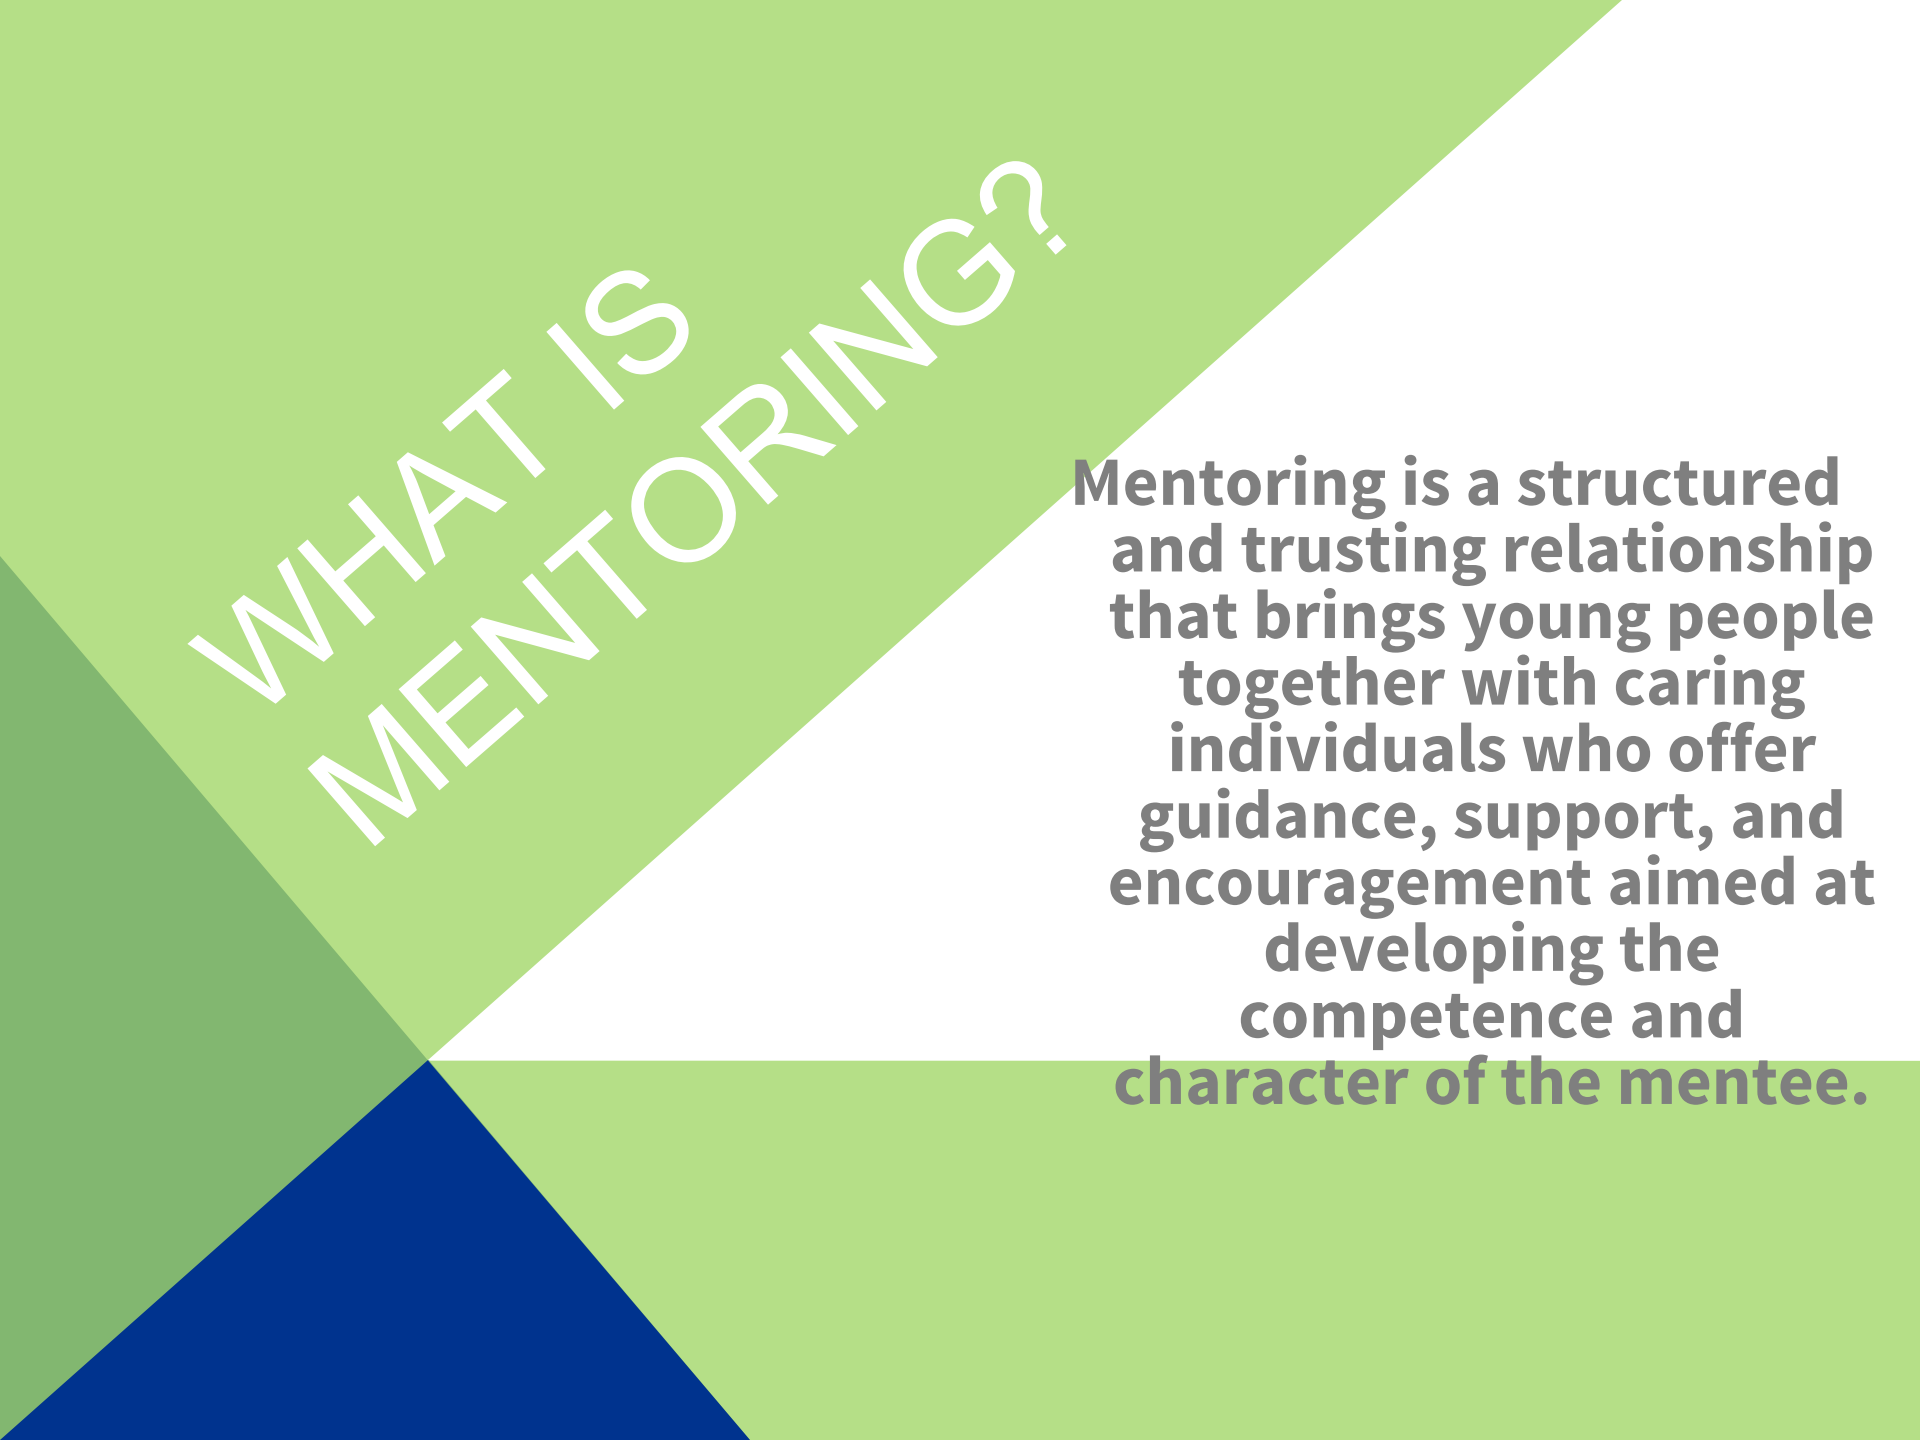 WHAT IS
MENTORING?
Mentoring is a structured
and trusting relationship
that brings young people
together with caring
individuals who offer
guidance, support, and
encouragement aimed at
developing the
competence and
character of the mentee.